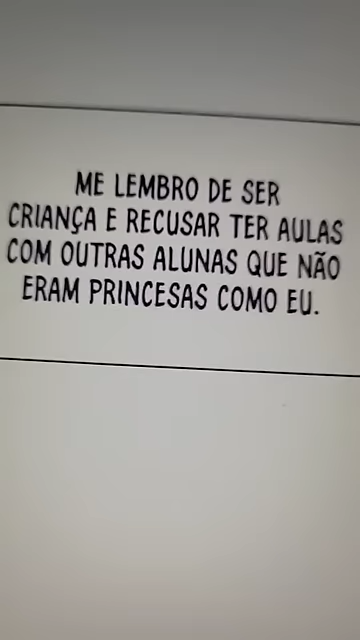 ME LEMBRO DE SER
CRIANÇA E RECUSAR TER AULAS
COM OUTRAS ALUNAS QUE NÃO
ERAM PRINCESAS COMO EU.